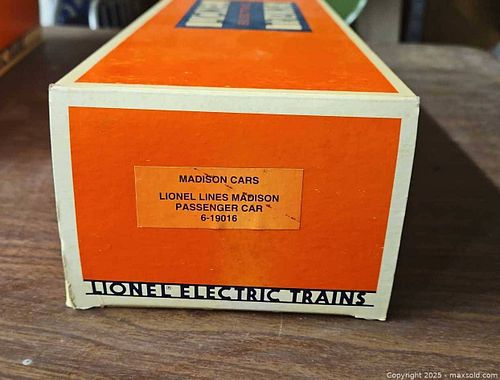 MADISON CARS
LIONEL LINES MADISON
PASSENGER CAR
6-19016
LIONEL® ELECTRIC TRAINS
Copyright 2025 - maxsold.com